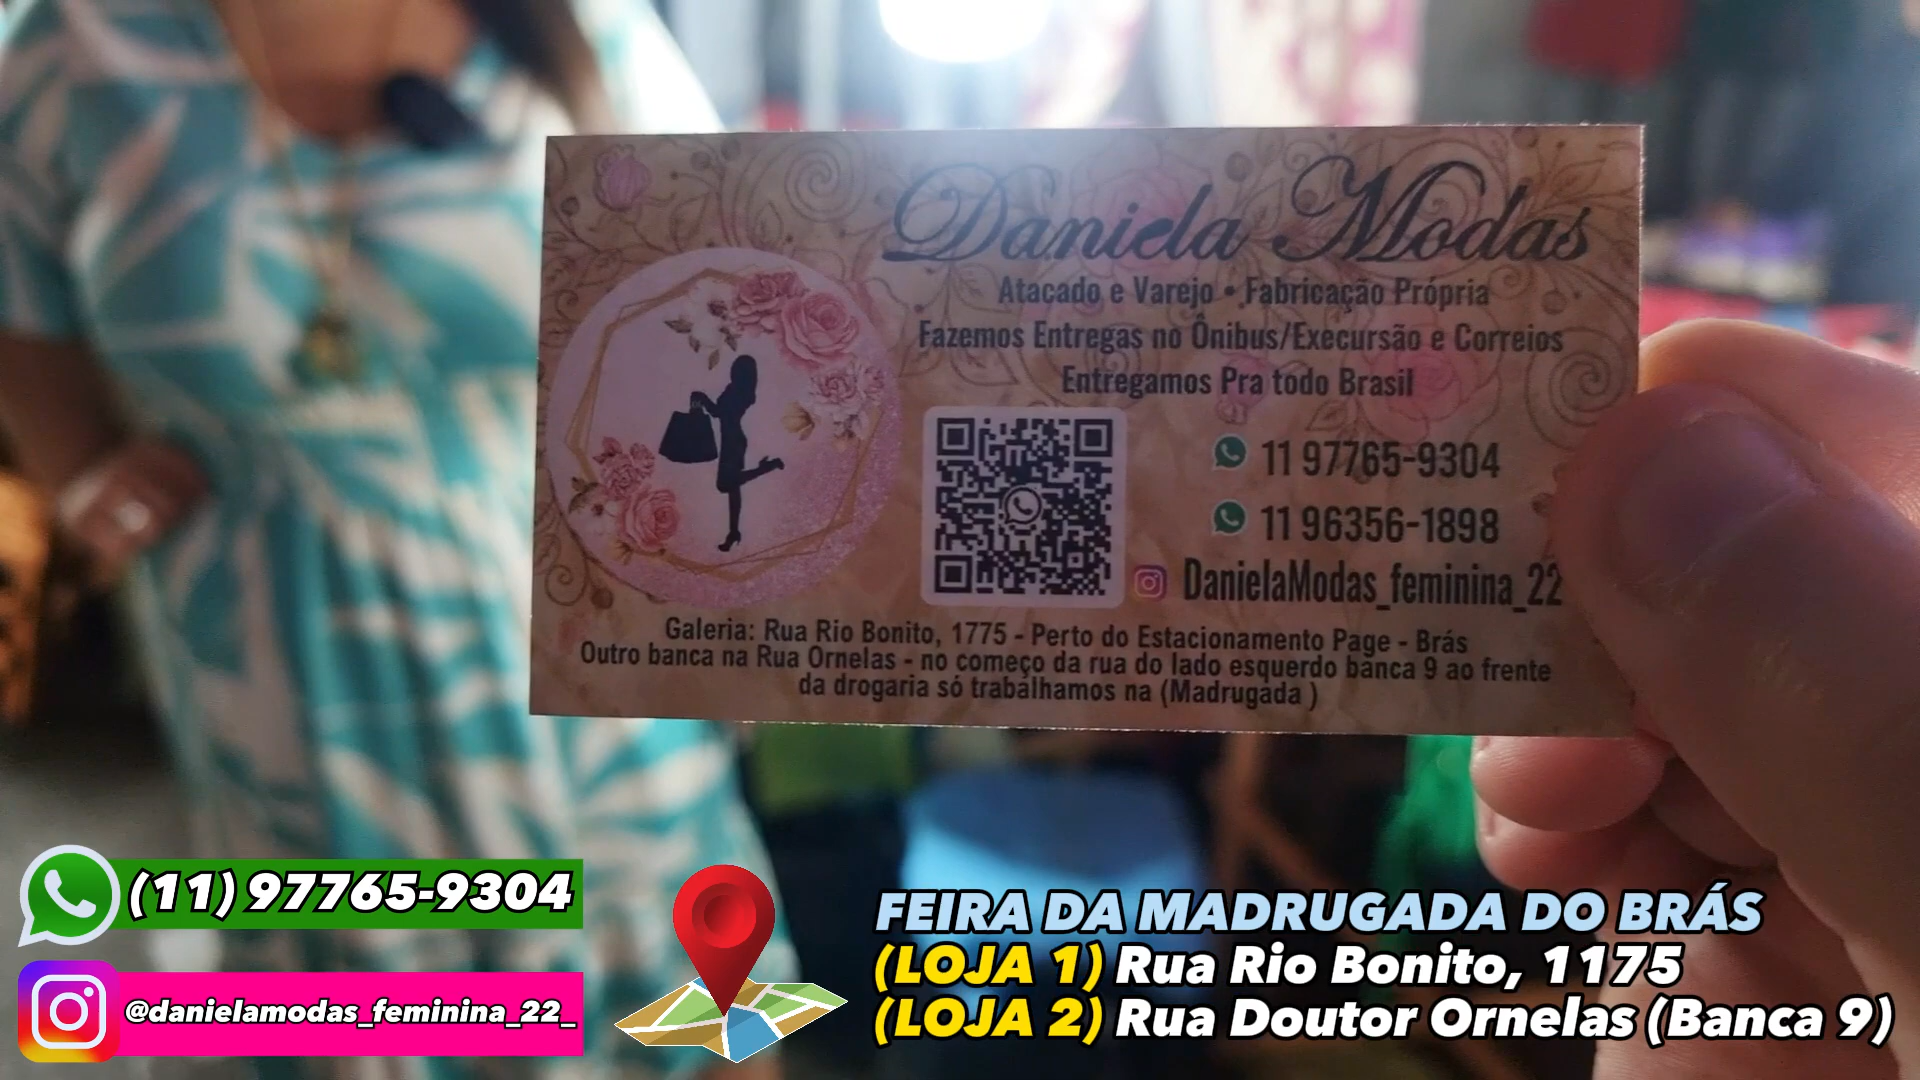 Daniela Modas
Atacado e Varejo • Fabricação Própria
Fazemos Entregas no Ônibus/Execursão e Correios
Entregamos Pra todo Brasil
11 97765-9304
11 96356-1898
DanielaModas_feminina_22
Galeria: Rua Rio Bonito, 1775 - Perto do Estacionamento Page - Brás
Outro banca na Rua Ornelas - no começo da rua do lado esquerdo banca 9 ao frente
da drogaria só trabalhamos na (Madrugada )
(11) 97765-9304
@danielamodas_feminina_22_
FEIRA DA MADRUGADA DO BRÁS
(LOJA 1) Rua Rio Bonito, 1175
(LOJA 2) Rua Doutor Ornelas (Banca 9)